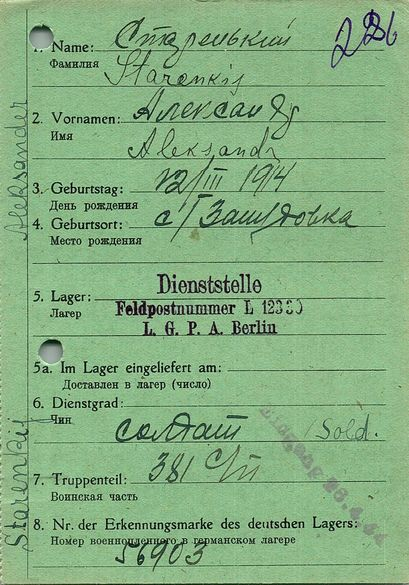 226
1. Name: Старенький
Фамилия
Starenkij
2. Vornamen: Александр
Имя
Aleksandr
3. Geburtstag: 12/III 1914
День рождения
4. Geburtsort: с/
Место рождения
5. Lager: Dienststelle
Лагерь Feldpostnummer L 12330
L. G. P. A. Berlin
5a. Im Lager eingeliefert am:
Доставлен в лагерь (число)
6. Dienstgrad:
Чин
солдат (Sold.
7. Truppenteil: 381
Воинская часть
8. Nr. der Erkennungsmarke des deutschen Lagers:
Номер военнопленного в германском лагере
56903
Starenkij Aleksander